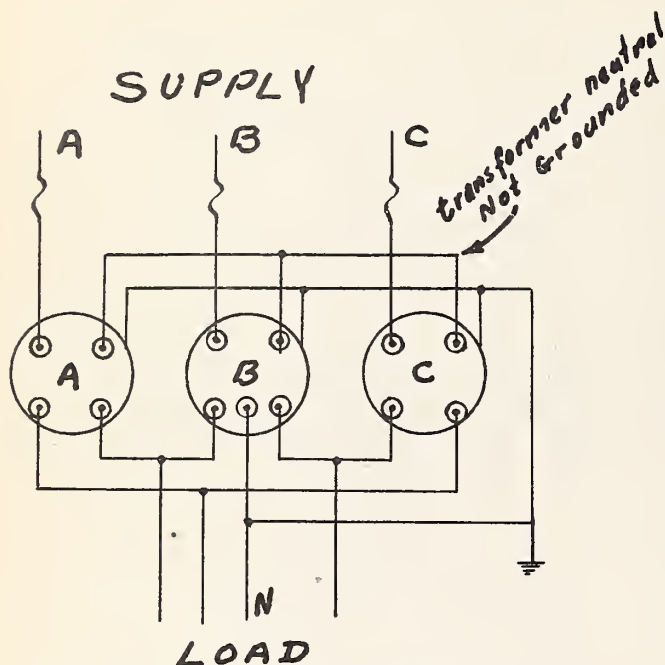 SUPPLY
A B C
transformer neutral
Not Grounded
A B C
N
LOAD